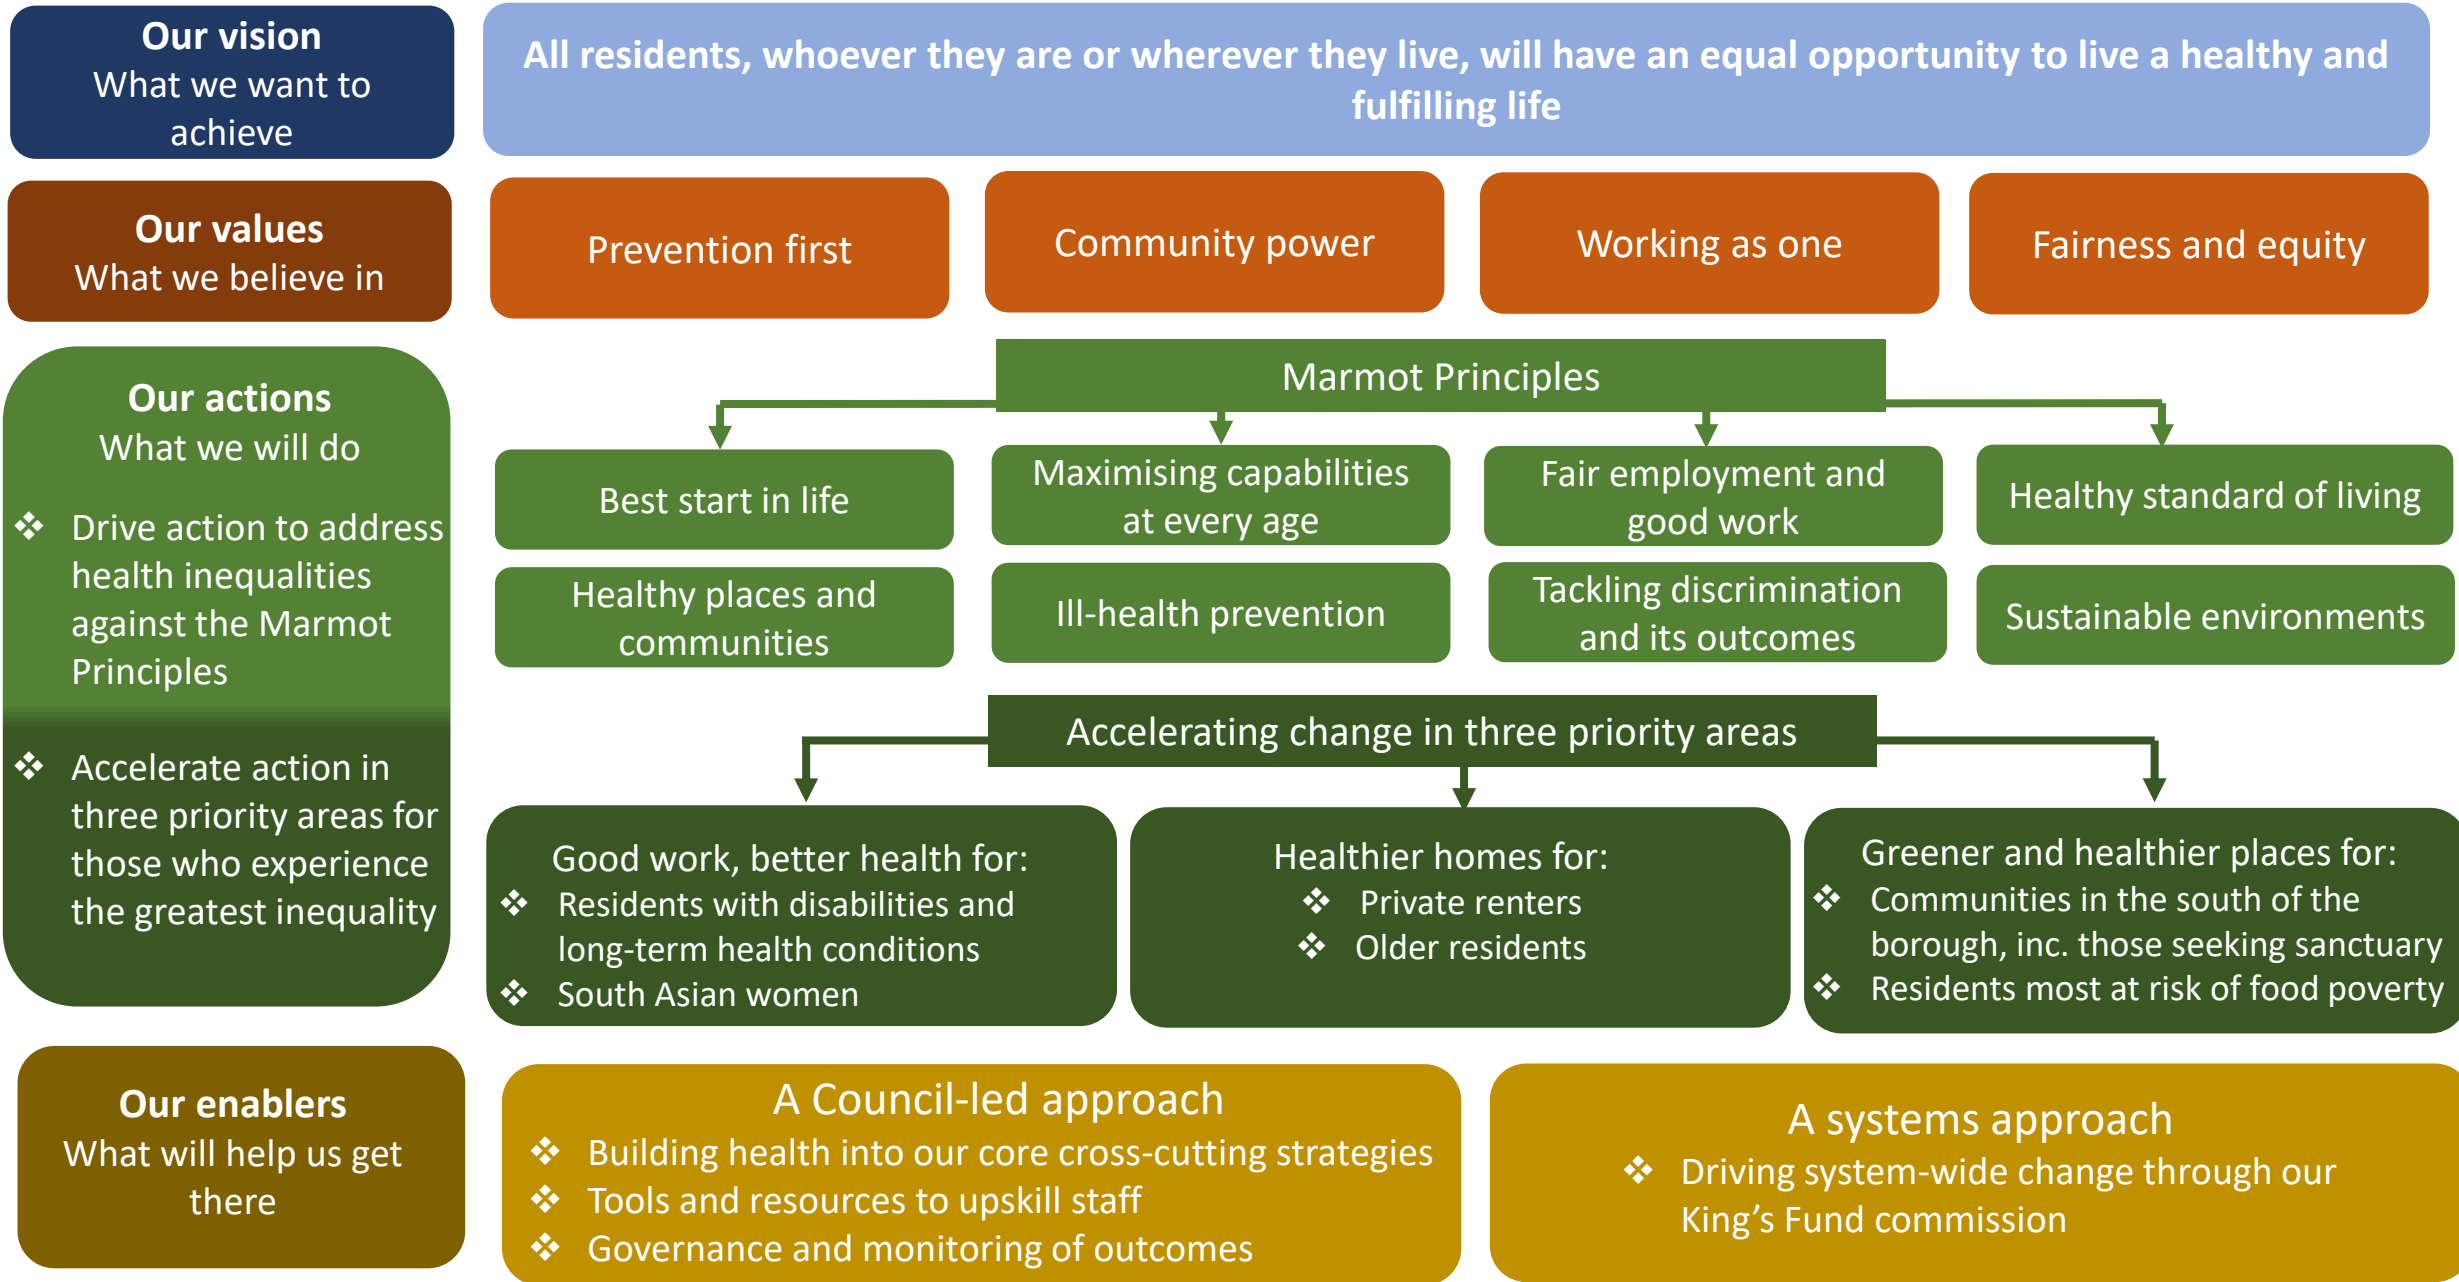 Our vision
What we want to
achieve
All residents, whoever they are or wherever they live, will have an equal opportunity to live a healthy and
fulfilling life
Our values
What we believe in
Prevention first
Community power
Working as one
Fairness and equity
Our actions
What we will do
❖ Drive action to address
health inequalities
against the Marmot
Principles
❖ Accelerate action in
three priority areas for
those who experience
the greatest inequality
Marmot Principles
Best start in life
Maximising capabilities
at every age
Fair employment and
good work
Healthy standard of living
Healthy places and
communities
Ill-health prevention
Tackling discrimination
and its outcomes
Sustainable environments
Accelerating change in three priority areas
Good work, better health for:
❖ Residents with disabilities and
long-term health conditions
❖ South Asian women
Healthier homes for:
❖ Private renters
❖ Older residents
Greener and healthier places for:
❖ Communities in the south of the
borough, inc. those seeking sanctuary
❖ Residents most at risk of food poverty
Our enablers
What will help us get
there
A Council-led approach
❖ Building health into our core cross-cutting strategies
❖ Tools and resources to upskill staff
❖ Governance and monitoring of outcomes
A systems approach
❖ Driving system-wide change through our
King’s Fund commission